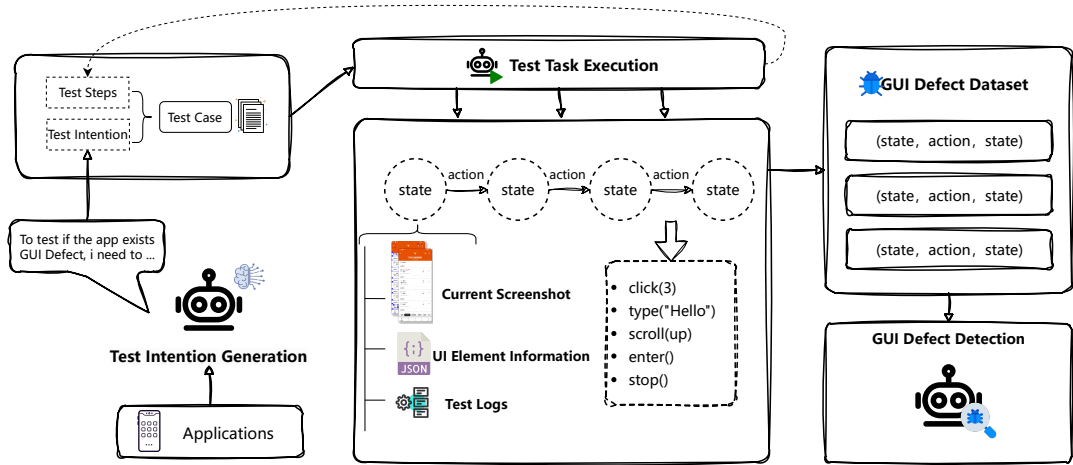 Test Steps
Test Intention
Test Case
To test if the app exists
GUI Defect, i need to ...
Test Intention Generation
Applications
Test Task Execution
state
action
state
action
state
action
state
Current Screenshot
{;}
JSON
UI Element Information
Test Logs
• click(3)
• type("Hello")
• scroll(up)
• enter()
• stop()
GUI Defect Dataset
(state, action, state)
(state, action, state)
(state, action, state)
GUI Defect Detection